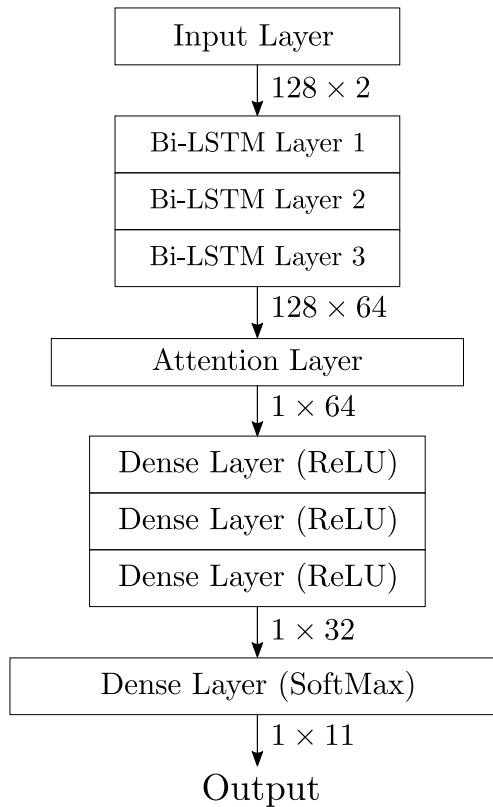 Input Layer
128 × 2
Bi-LSTM Layer 1
Bi-LSTM Layer 2
Bi-LSTM Layer 3
128 × 64
Attention Layer
1 × 64
Dense Layer (ReLU)
Dense Layer (ReLU)
Dense Layer (ReLU)
1 × 32
Dense Layer (SoftMax)
1 × 11
Output